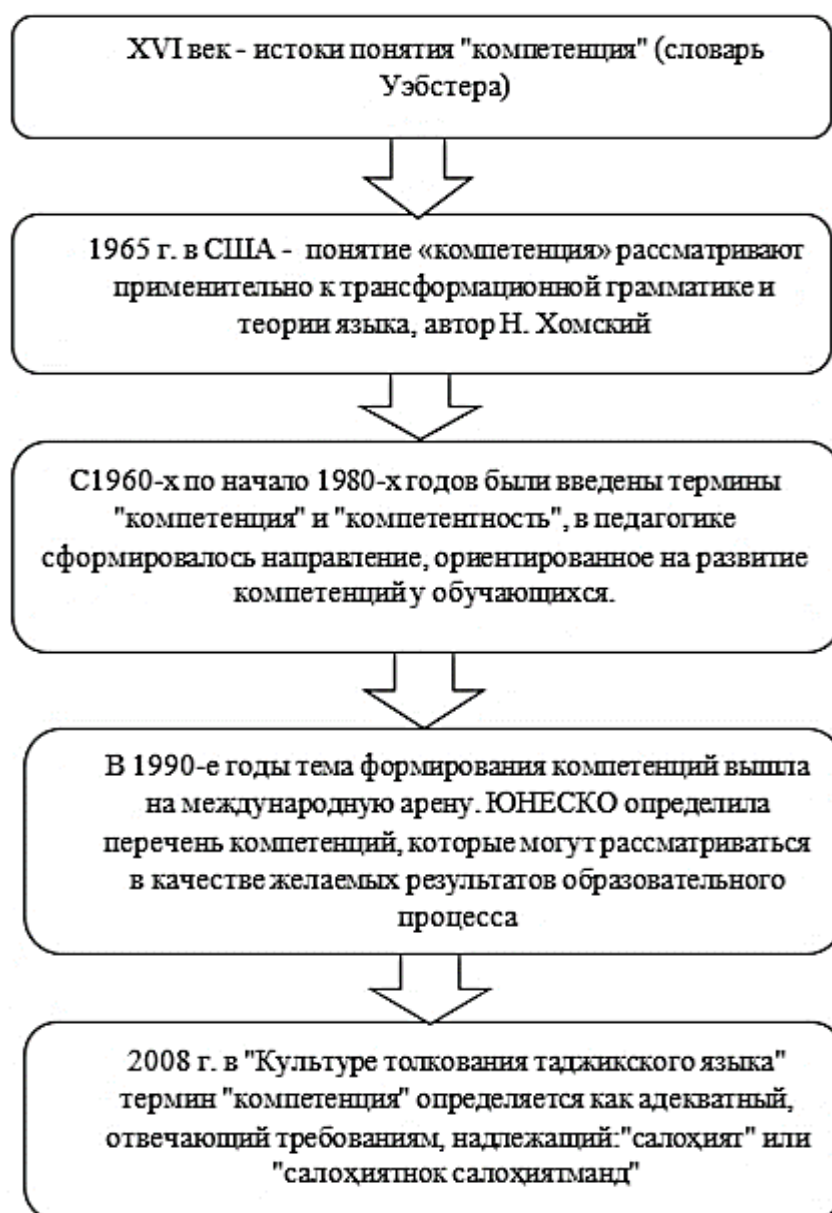 XVI век - истоки понятия "компетенция" (словарь
Уэбстера)
1965 г. в США - понятие «компетенция» рассматривают
применительно к трансформационной грамматике и
теории языка, автор Н. Хомский
С1960-х по начало 1980-х годов были введены термины
"компетенция" и "компетентность", в педагогике
сформировалось направление, ориентированное на развитие
компетенций у обучающихся.
В 1990-е годы тема формирования компетенций вышла
на международную арену. ЮНЕСКО определила
перечень компетенций, которые могут рассматриваться
в качестве желаемых результатов образовательного
процесса
2008 г. в "Культуре толкования таджикского языка"
термин "компетенция" определяется как адекватный,
отвечающий требованиям, надлежащий:"салоҳият" или
"салоҳиятнок салоҳиятманд"